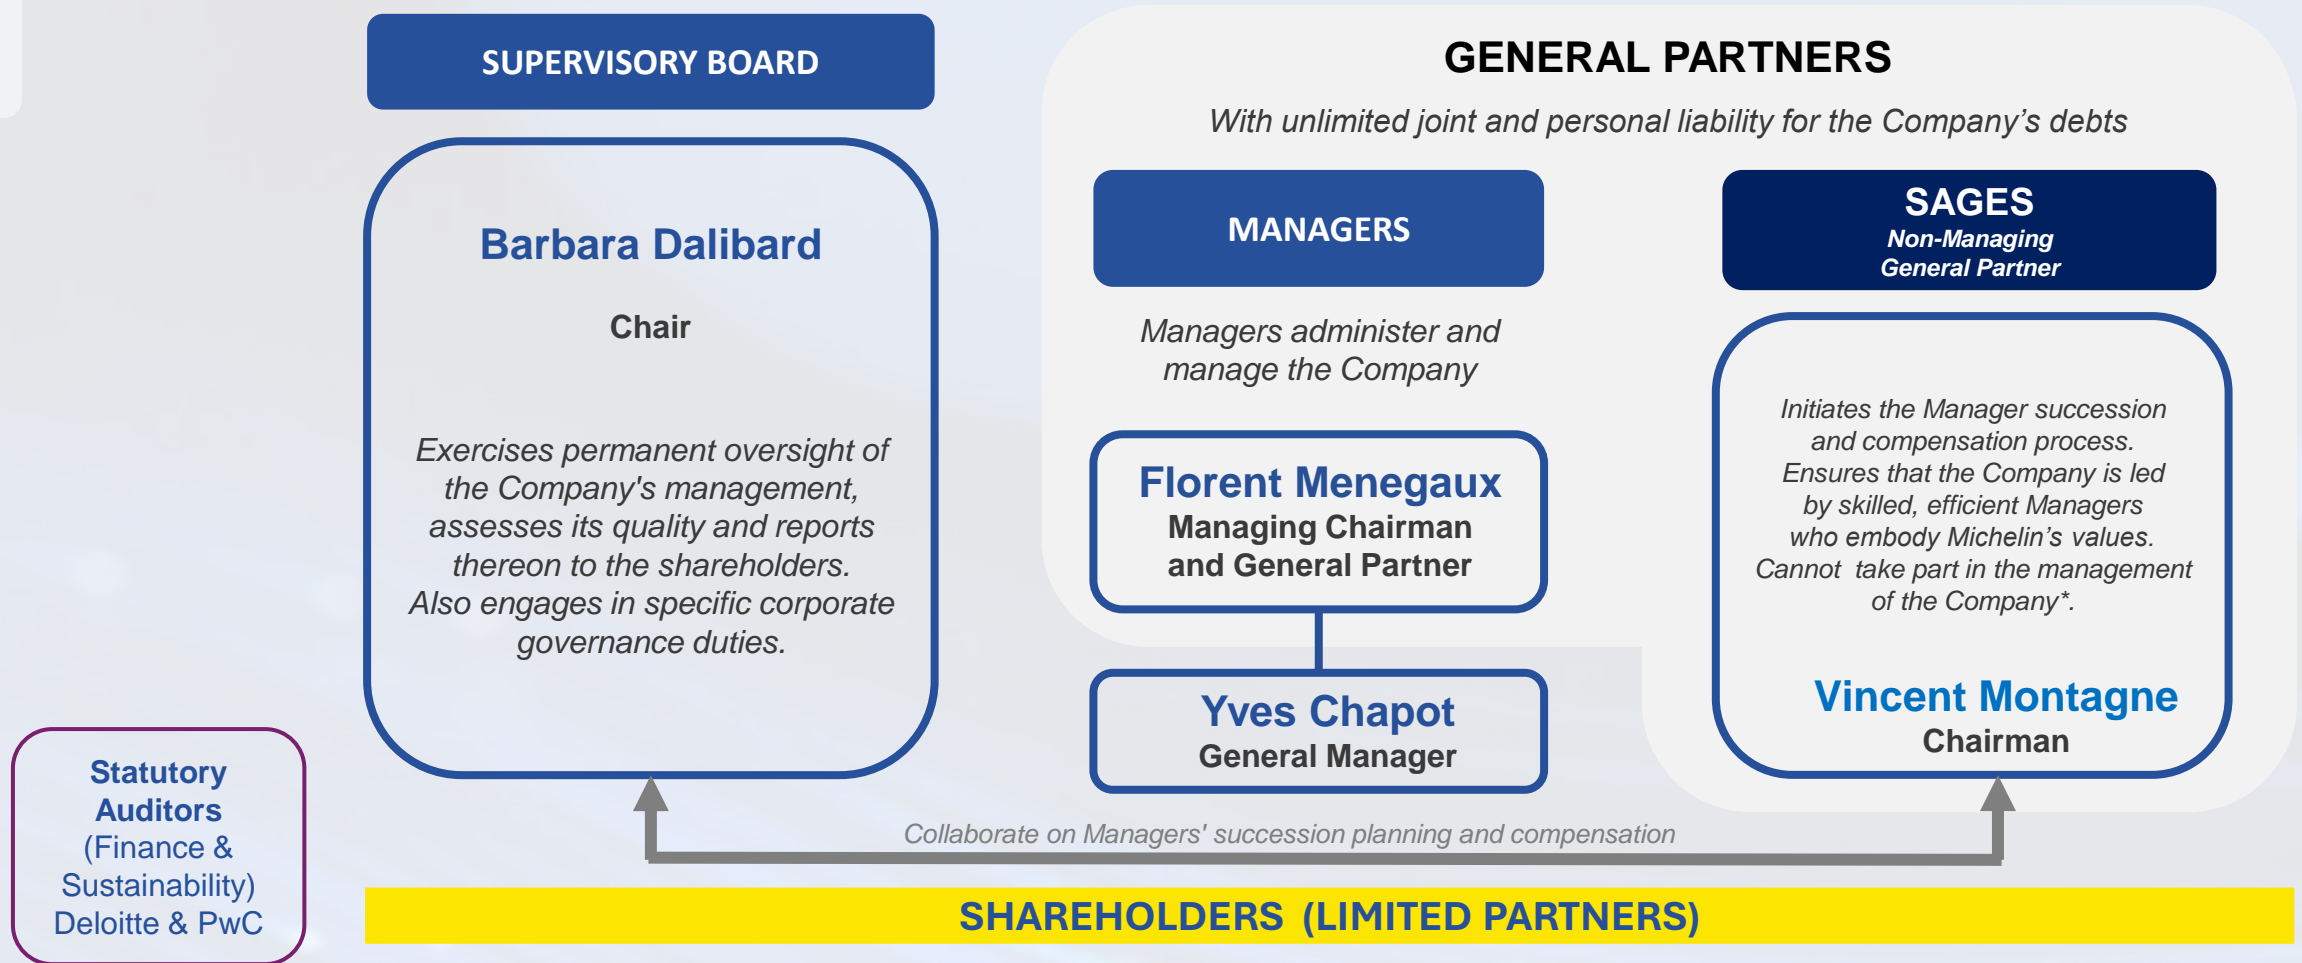 SUPERVISORY BOARD
Barbara Dalibard
Chair
Exercises permanent oversight of
the Company's management,
assesses its quality and reports
thereon to the shareholders.
Also engages in specific corporate
governance duties.
GENERAL PARTNERS
With unlimited joint and personal liability for the Company’s debts
MANAGERS
Managers administer and
manage the Company
Florent Menegaux
Managing Chairman
and General Partner
Yves Chapot
General Manager
SAGES
Non-Managing
General Partner
Initiates the Manager succession
and compensation process.
Ensures that the Company is led
by skilled, efficient Managers
who embody Michelin’s values.
Cannot take part in the management
of the Company*.
Vincent Montagne
Chairman
Collaborate on Managers' succession planning and compensation
Statutory
Auditors
(Finance &
Sustainability)
Deloitte & PwC
SHAREHOLDERS (LIMITED PARTNERS)